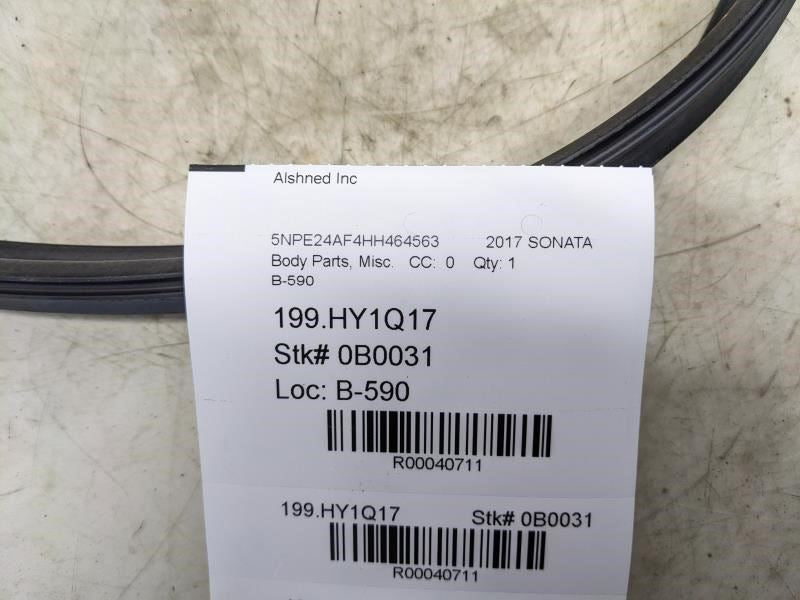 Alshned Inc
5NPE24AF4HH464563 2017 SONATA
Body Parts, Misc. CC: 0 Qty: 1
B-590
199.HY1Q17
Stk# 0B0031
Loc: B-590
R00040711
199.HY1Q17 Stk# 0B0031
R00040711